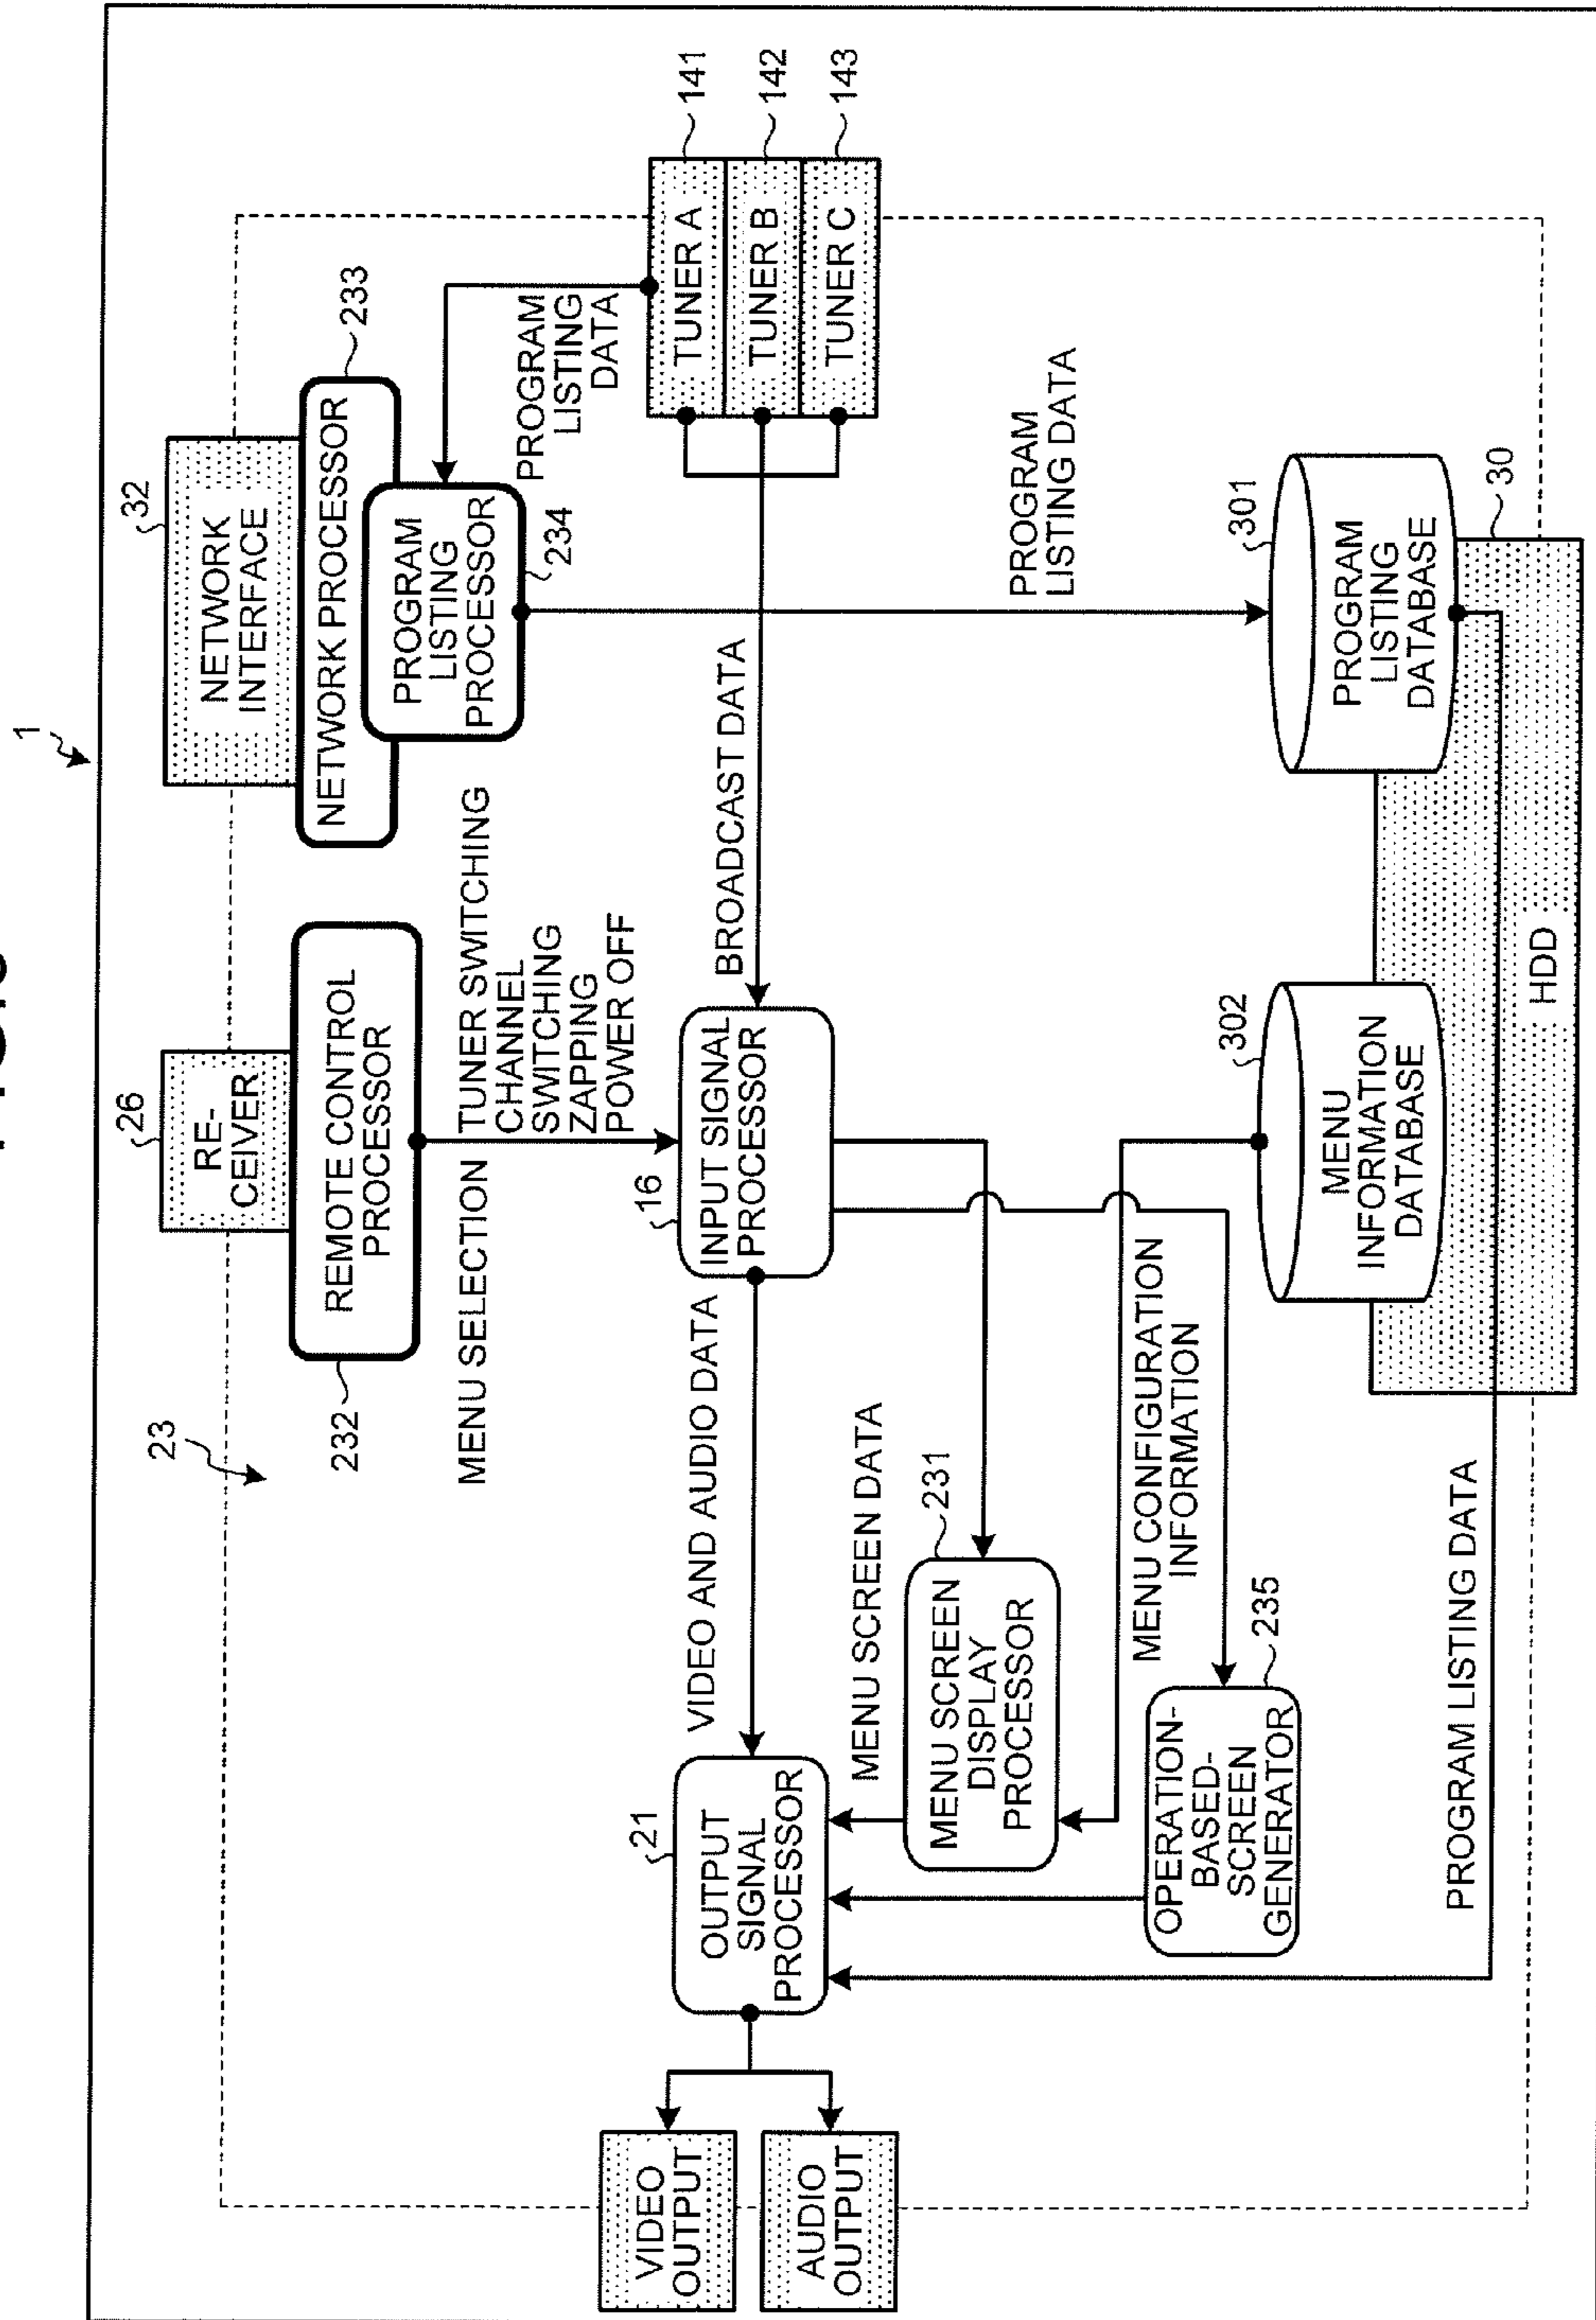 1
23
26
RE-
CEIVER
32
NETWORK
INTERFACE
232
REMOTE CONTROL
PROCESSOR
NETWORK PROCESSOR
233
PROGRAM
LISTING
PROCESSOR
234
MENU SELECTION
TUNER SWITCHING
CHANNEL
SWITCHING
ZAPPING
POWER OFF
PROGRAM
LISTING
DATA
VIDEO
OUTPUT
AUDIO
OUTPUT
21
OUTPUT
SIGNAL
PROCESSOR
VIDEO AND AUDIO DATA
16
INPUT SIGNAL
PROCESSOR
BROADCAST DATA
TUNER A
141
TUNER B
142
TUNER C
143
MENU SCREEN DATA
MENU SCREEN
DISPLAY
PROCESSOR
231
MENU CONFIGURATION
INFORMATION
OPERATION-
BASED-
SCREEN
GENERATOR
235
PROGRAM
LISTING DATA
302
MENU
INFORMATION
DATABASE
301
PROGRAM
LISTING
DATABASE
30
PROGRAM LISTING DATA
HDD